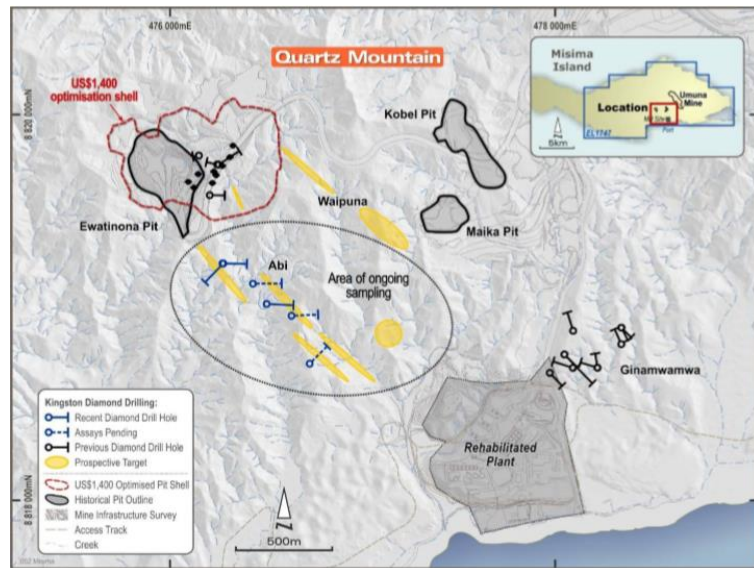 476 000mE
478 000mE
Quartz Mountain
US$1,400
optimisation shell
8 820 000mN
Kobel Pit
Misima
Island
Umuna
Mine
Location
EL1747
5km
Waipuna
Ewatinona Pit
Maika Pit
Abi
Area of ongoing
sampling
Ginamwamwa
Rehabilitated
Plant
Kingston Diamond Drilling:
Recent Diamond Drill Hole
Assays Pending
Previous Diamond Drill Hole
Prospective Target
US$1,400 Optimised Pit Shell
Historical Pit Outline
Mine Infrastructure Survey
Access Track
Creek
8 818 000mN
N
500m